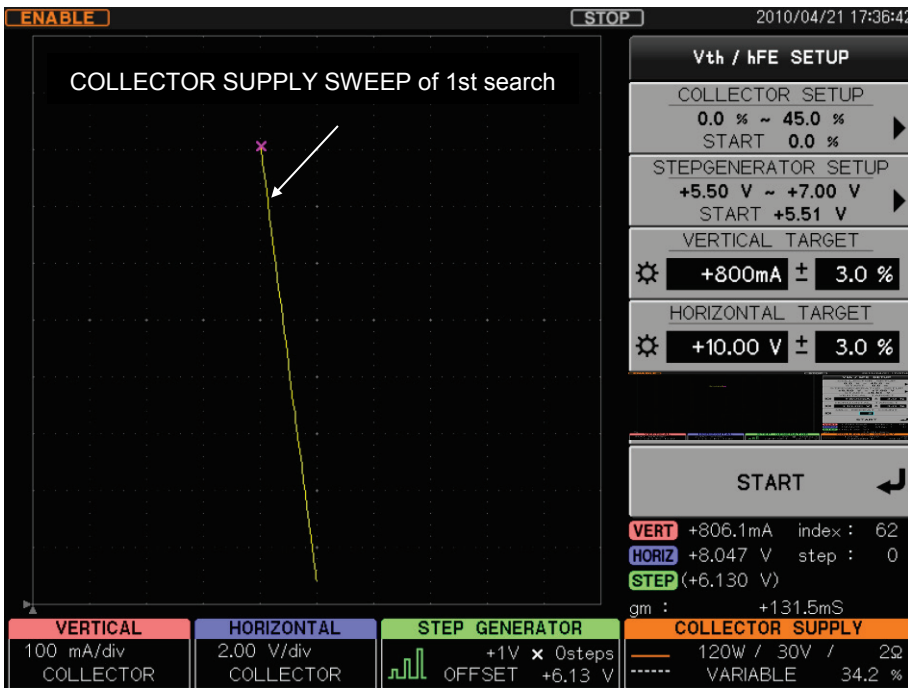 ENABLE STOP 2010/04/21 17:36:42
COLLECTOR SUPPLY SWEEP of 1st search
Vth / hFE SETUP
COLLECTOR SETUP
0.0 % ~ 45.0 %
START 0.0 %
STEPGENERATOR SETUP
+5.50 V ~ +7.00 V
START +5.51 V
VERTICAL TARGET
+800mA ± 3.0 %
HORIZONTAL TARGET
+10.00 V ± 3.0 %
START
VERT +806.1mA index : 62
HORIZ +8.047 V step : 0
STEP (+6.130 V)
gm : +131.5mS
VERTICAL
100 mA/div
COLLECTOR
HORIZONTAL
2.00 V/div
COLLECTOR
STEP GENERATOR
+1V × 0steps
OFFSET +6.13 V
COLLECTOR SUPPLY
120W / 30V / 2Ω
VARIABLE 34.2 %